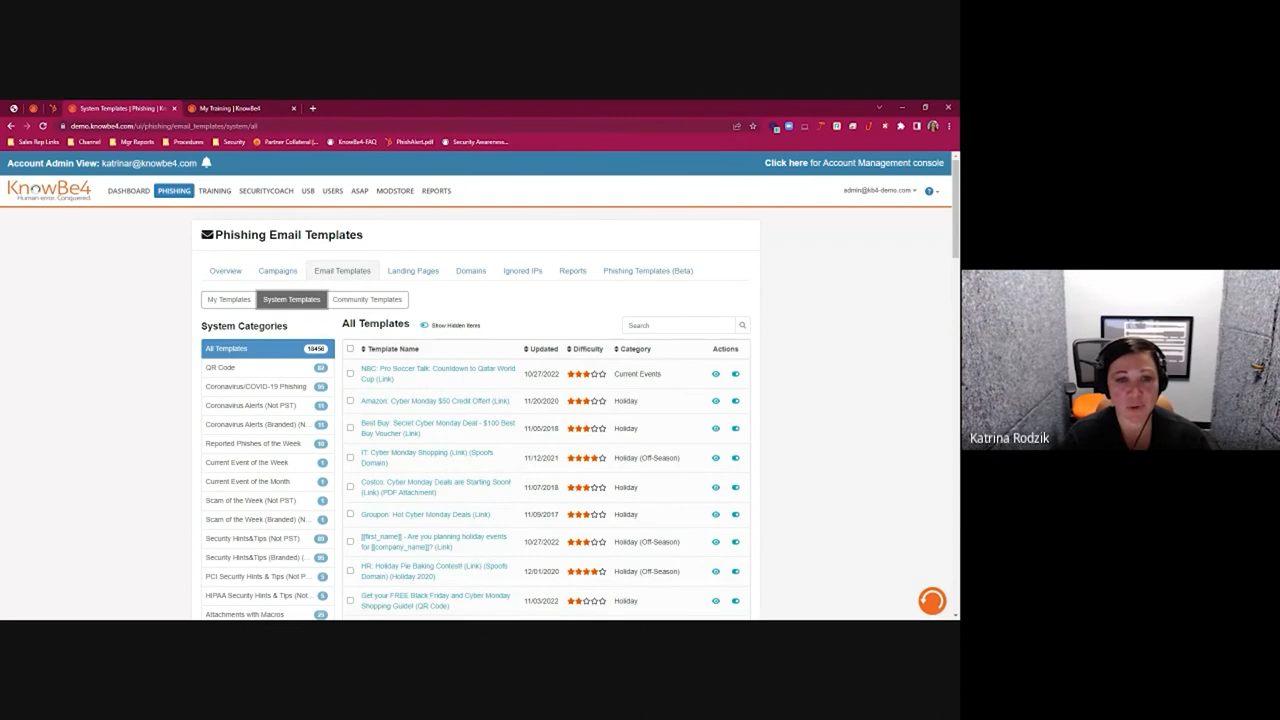 System Templates | Phishing | Kn
My Training | KnowBe4
demo.knowbe4.com/ui/phishing/email_templates/system/all
Sales Rep Links Channel Mgr Reports Procedures Security Partner Collateral |... KnowBe4-FAQ PhishAlert.pdf Security Awareness...
Account Admin View: katrinar@knowbe4.com
Click here for Account Management console
KnowBe4
Human error. Conquered.
DASHBOARD PHISHING TRAINING SECURITYCOACH USB USERS ASAP MODSTORE REPORTS
admin@kb4-demo.com
Phishing Email Templates
Overview Campaigns Email Templates Landing Pages Domains Ignored IPs Reports Phishing Templates (Beta)
My Templates System Templates Community Templates
System Categories
All Templates 18456
QR Code 82
Coronavirus/COVID-19 Phishing
Coronavirus Alerts (Not PST) 11
Coronavirus Alerts (Branded) (N... 11
Reported Phishes of the Week 10
Current Event of the Week 1
Current Event of the Month 1
Scam of the Week (Not PST) 1
Scam of the Week (Branded) (N... 1
Security Hints&Tips (Not PST)
Security Hints&Tips (Branded) (...
PCI Security Hints & Tips (Not P... 5
HIPAA Security Hints & Tips (Not... 5
Attachments with Macros
All Templates Show Hidden Items
Search
Template Name Updated Difficulty Category Actions
NBC: Pro Soccer Talk: Countdown to Qatar World
Cup (Link)
10/27/2022 Current Events
Amazon: Cyber Monday $50 Credit Offer! (Link) 11/20/2020 Holiday
Best Buy: Secret Cyber Monday Deal - $100 Best
Buy Voucher (Link)
11/06/2018 Holiday
IT: Cyber Monday Shopping (Link) (Spoofs
Domain)
11/12/2021 Holiday (Off-Season)
Costco: Cyber Monday Deals are Starting Soon!
(Link) (PDF Attachment)
11/07/2018 Holiday
Groupon: Hot Cyber Monday Deals (Link) 11/09/2017 Holiday
[[first_name]] - Are you planning holiday events
for [[company_name]]? (Link)
10/27/2022 Holiday (Off-Season)
HR: Holiday Pie Baking Contest! (Link) (Spoofs
Domain) (Holiday 2020)
12/01/2020 Holiday (Off-Season)
Get your FREE Black Friday and Cyber Monday
Shopping Guide! (QR Code)
11/03/2022 Holiday
Katrina Rodzik